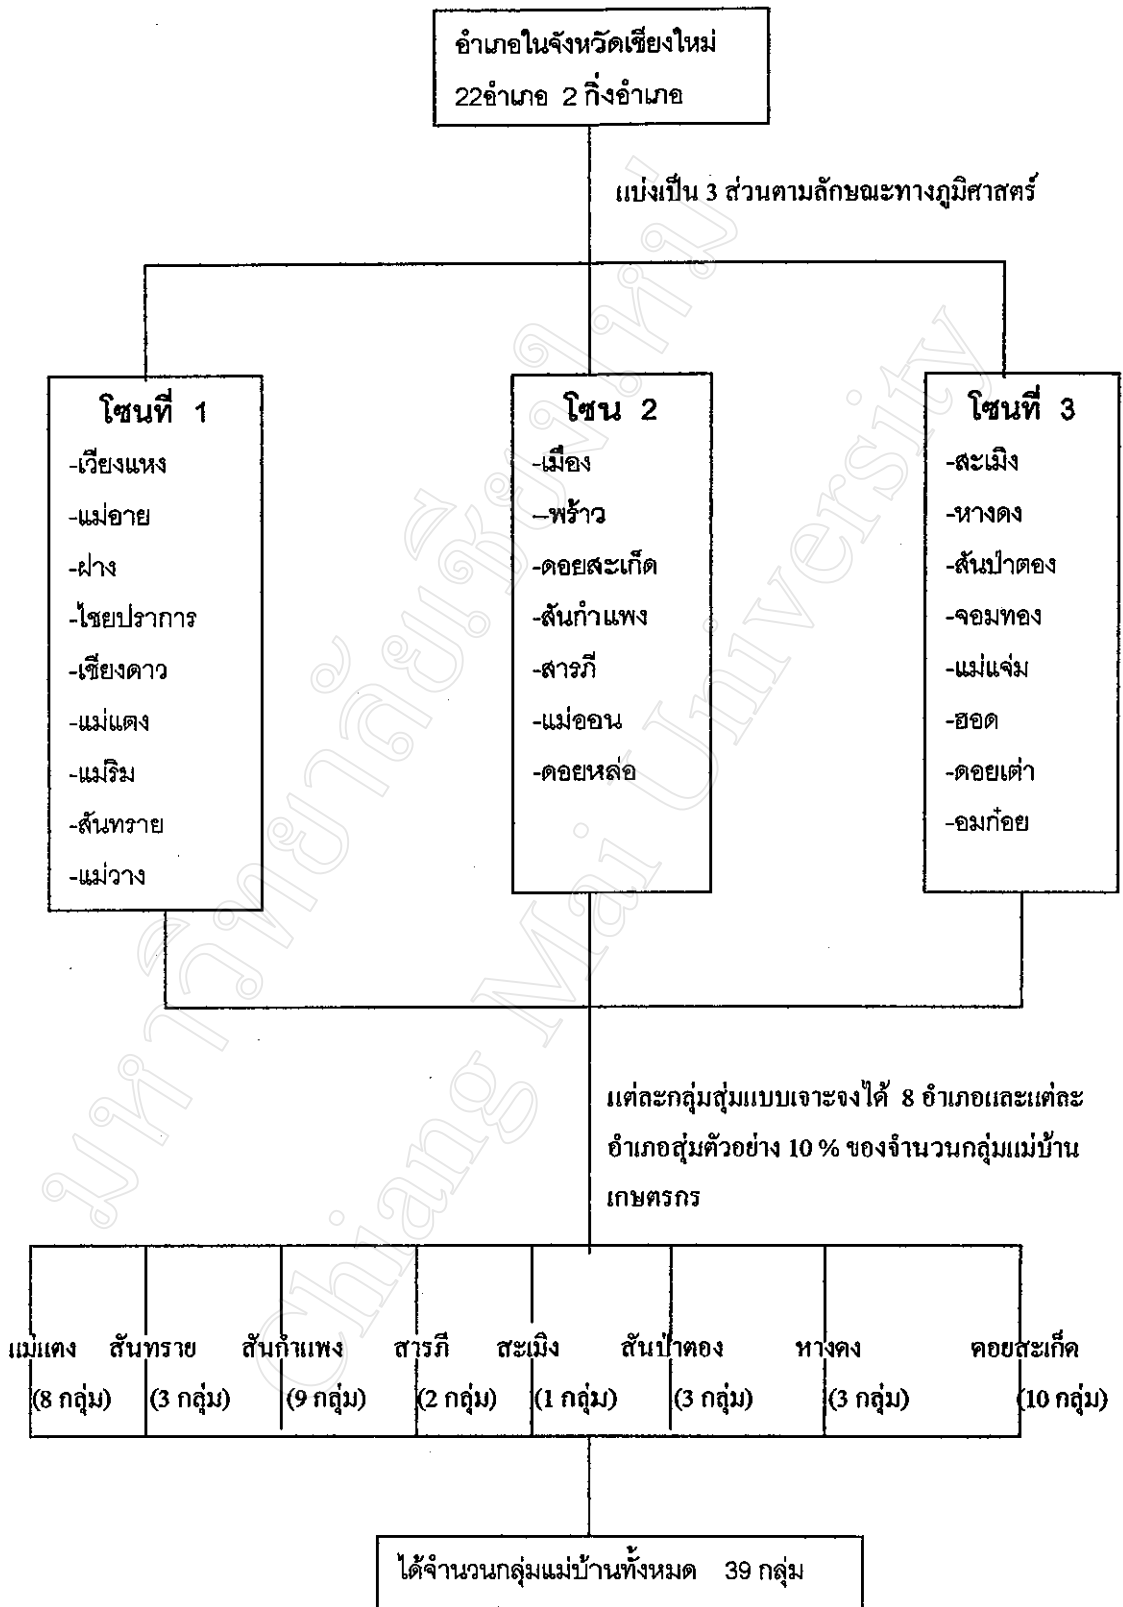 อำเภอในจังหวัดเชียงใหม่
22อำเภอ 2 กิ่งอำเภอ
แบ่งเป็น 3 ส่วนตามลักษณะทางภูมิศาสตร์
โซนที่ 1
-เวียงแหง
-แม่อาย
-ฝาง
-ไชยปราการ
-เชียงดาว
-แม่แตง
-แม่ริม
-สันทราย
-แม่วาง
โซน 2
-เมือง
–พร้าว
-ดอยสะเก็ด
-สันกำแพง
-สารภี
-แม่ออน
-ดอยหล่อ
โซนที่ 3
-สะเมิง
-หางดง
-สันป่าตอง
-จอมทอง
-แม่แจ่ม
-ฮอด
-ดอยเต่า
-อมก๋อย
แต่ละกลุ่มสุ่มแบบเจาะจงได้ 8 อำเภอและแต่ละ
อำเภอสุ่มตัวอย่าง 10 % ของจำนวนกลุ่มแม่บ้าน
เกษตรกร
แม่แตง สันทราย สันกำแพง สารภี สะเมิง สันป่าตอง หางดง ดอยสะเก็ด
(8 กลุ่ม) (3 กลุ่ม) (9 กลุ่ม) (2 กลุ่ม) (1 กลุ่ม) (3 กลุ่ม) (3 กลุ่ม) (10 กลุ่ม)
ได้จำนวนกลุ่มแม่บ้านทั้งหมด 39 กลุ่ม
มหาวิทยาลัยเชียงใหม่
Chiang Mai University